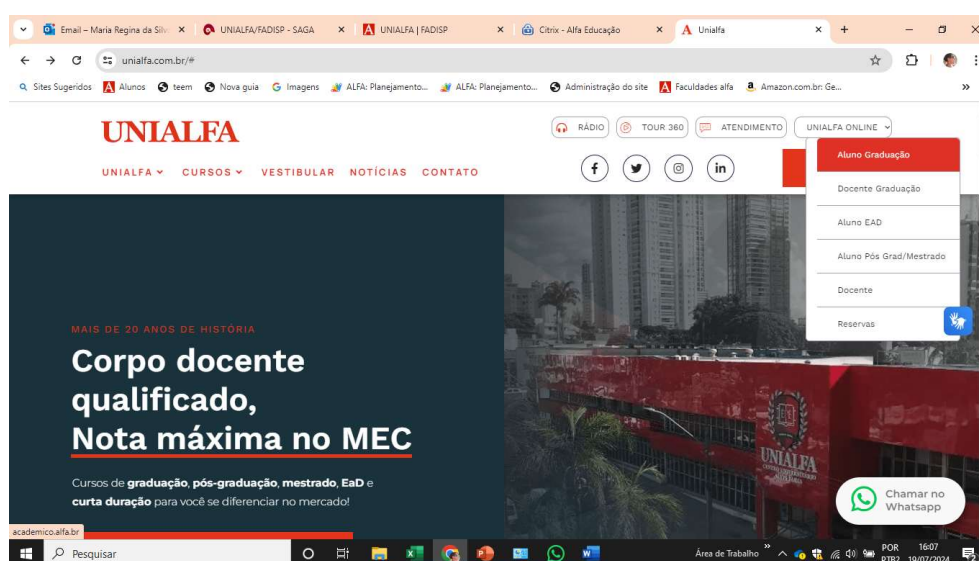 Email – Maria Regina da Silv
UNIALFA/FADISP - SAGA
UNIALFA | FADISP
Citrix - Alfa Educação
Unialfa
unialfa.com.br/#
Sites Sugeridos
Alunos
teem
Nova guia
Imagens
ALFA: Planejamento...
ALFA: Planejamento...
Administração do site
Faculdades alfa
Amazon.com.br: Ge...
UNIALFA
RÁDIO
TOUR 360
ATENDIMENTO
UNIALFA ONLINE
UNIALFA
CURSOS
VESTIBULAR
NOTÍCIAS
CONTATO
Aluno Graduação
Docente Graduação
Aluno EAD
Aluno Pós Grad/Mestrado
Docente
Reservas
MAIS DE 20 ANOS DE HISTÓRIA
Corpo docente
qualificado,
Nota máxima no MEC
Cursos de graduação, pós-graduação, mestrado, EaD e
curta duração para você se diferenciar no mercado!
UNIALFA
Chamar no
Whatsapp
academico.alfa.br
Pesquisar
Área de Trabalho
POR
PTB2
16:07
19/07/2024